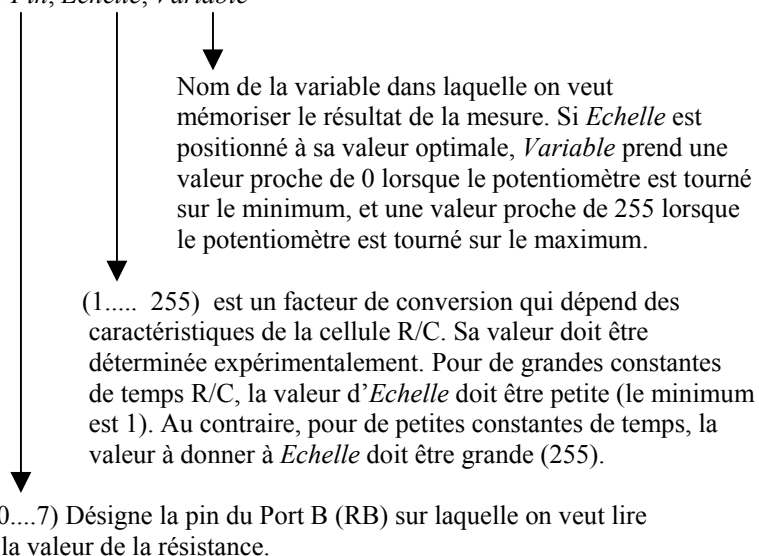 Pin, Echelle, Variable
Nom de la variable dans laquelle on veut
mémoriser le résultat de la mesure. Si Echelle est
positionné à sa valeur optimale, Variable prend une
valeur proche de 0 lorsque le potentiomètre est tourné
sur le minimum, et une valeur proche de 255 lorsque
le potentiomètre est tourné sur le maximum.
(1..... 255) est un facteur de conversion qui dépend des
caractéristiques de la cellule R/C. Sa valeur doit être
déterminée expérimentalement. Pour de grandes constantes
de temps R/C, la valeur d’Echelle doit être petite (le minimum
est 1). Au contraire, pour de petites constantes de temps, la
valeur à donner à Echelle doit être grande (255).
0....7) Désigne la pin du Port B (RB) sur laquelle on veut lire
la valeur de la résistance.